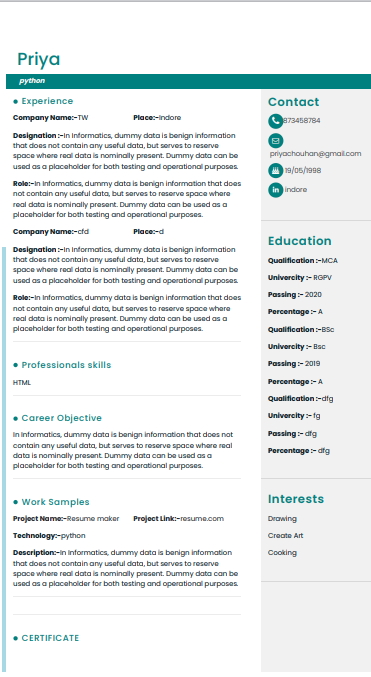 Priya
python
Experience
Company Name:-TW Place:-Indore
Designation :-In Informatics, dummy data is benign information
that does not contain any useful data, but serves to reserve
space where real data is nominally present. Dummy data can be
used as a placeholder for both testing and operational purposes.
Role:-In Informatics, dummy data is benign information that does
not contain any useful data, but serves to reserve space where
real data is nominally present. Dummy data can be used as a
placeholder for both testing and operational purposes.
Company Name:-cfd Place:-d
Designation :-In Informatics, dummy data is benign information
that does not contain any useful data, but serves to reserve
space where real data is nominally present. Dummy data can be
used as a placeholder for both testing and operational purposes.
Role:-In Informatics, dummy data is benign information that does
not contain any useful data, but serves to reserve space where
real data is nominally present. Dummy data can be used as a
placeholder for both testing and operational purposes.
Professionals skills
HTML
Career Objective
In Informatics, dummy data is benign information that does not
contain any useful data, but serves to reserve space where real
data is nominally present. Dummy data can be used as a
placeholder for both testing and operational purposes.
Work Samples
Project Name:-Resume maker Project Link:-resume.com
Technology:-python
Description:-In Informatics, dummy data is benign information
that does not contain any useful data, but serves to reserve
space where real data is nominally present. Dummy data can be
used as a placeholder for both testing and operational purposes.
CERTIFICATE
Contact
873458784
priyachouhan@gmail.com
19/05/1998
in indore
Education
Qualification :-MCA
Univercity :- RGPV
Passing :- 2020
Percentage :- A
Qualification :-BSc
Univercity :- Bsc
Passing :- 2019
Percentage :- A
Qualification :-dfg
Univercity :- fg
Passing :- dfg
Percentage :- dfg
Interests
Drawing
Create Art
Cooking